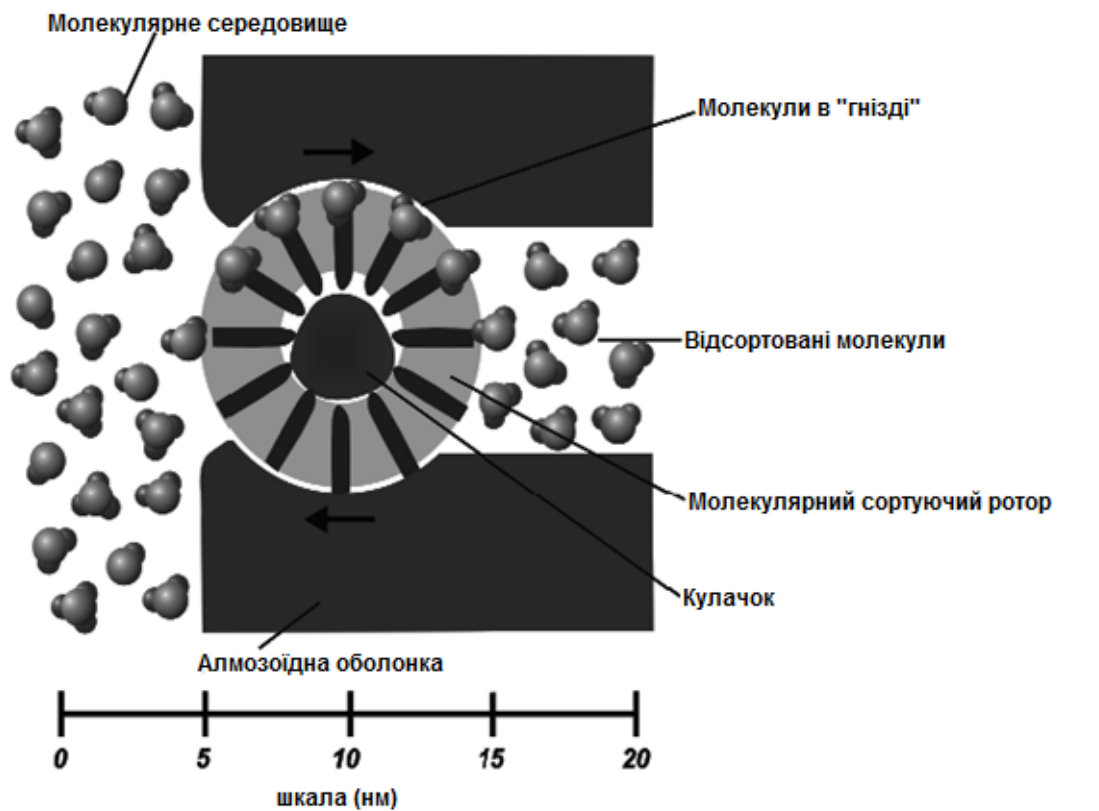 Молекулярне середовище
Молекули в "гнізді"
Відсортовані молекули
Молекулярний сортуючий ротор
Кулачок
Алмозоїдна оболонка
0 5 10 15 20
шкала (нм)